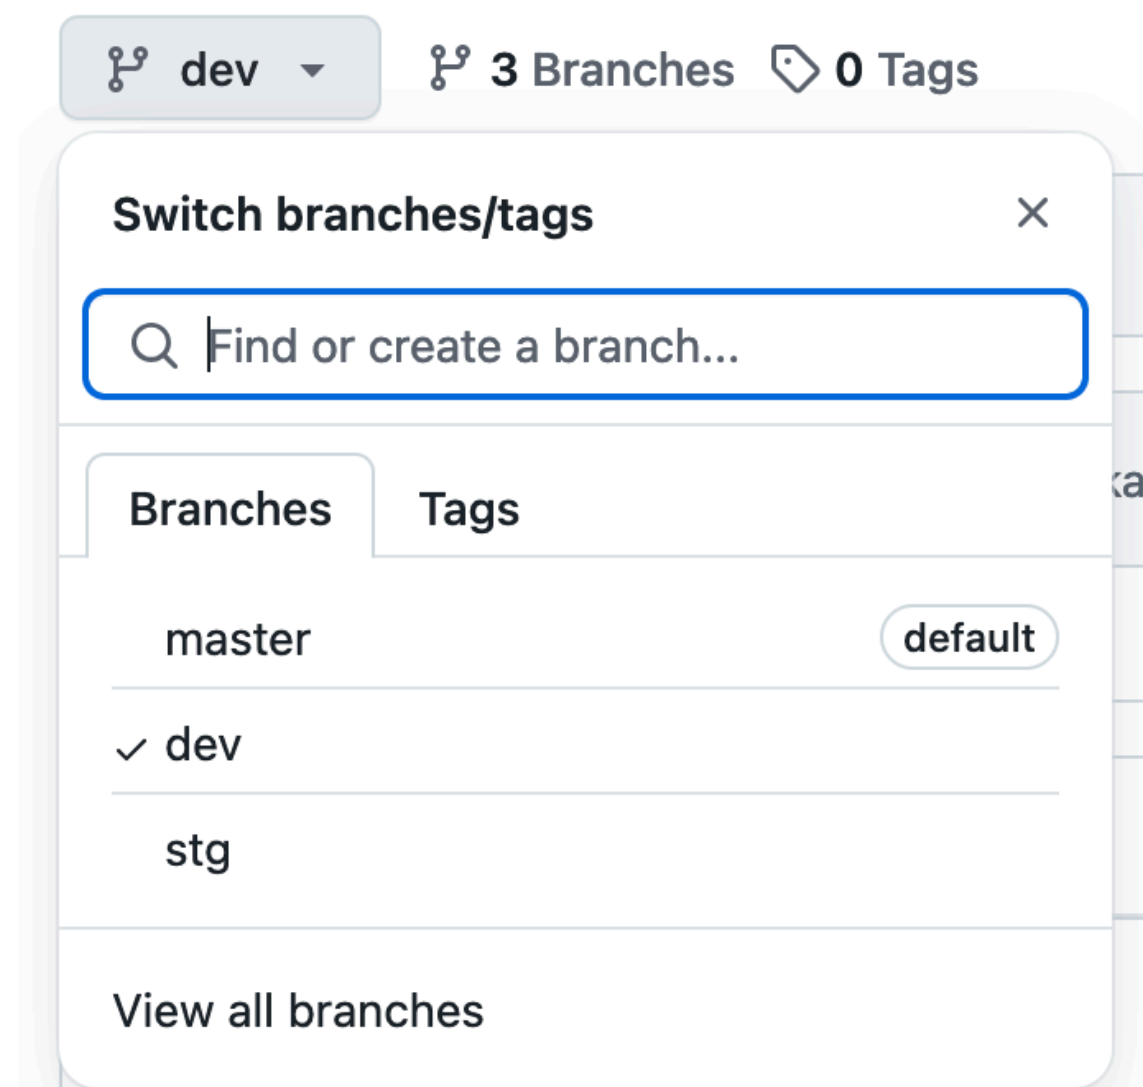 dev 3 Branches 0 Tags
Switch branches/tags
Find or create a branch...
Branches Tags
master default
dev
stg
View all branches